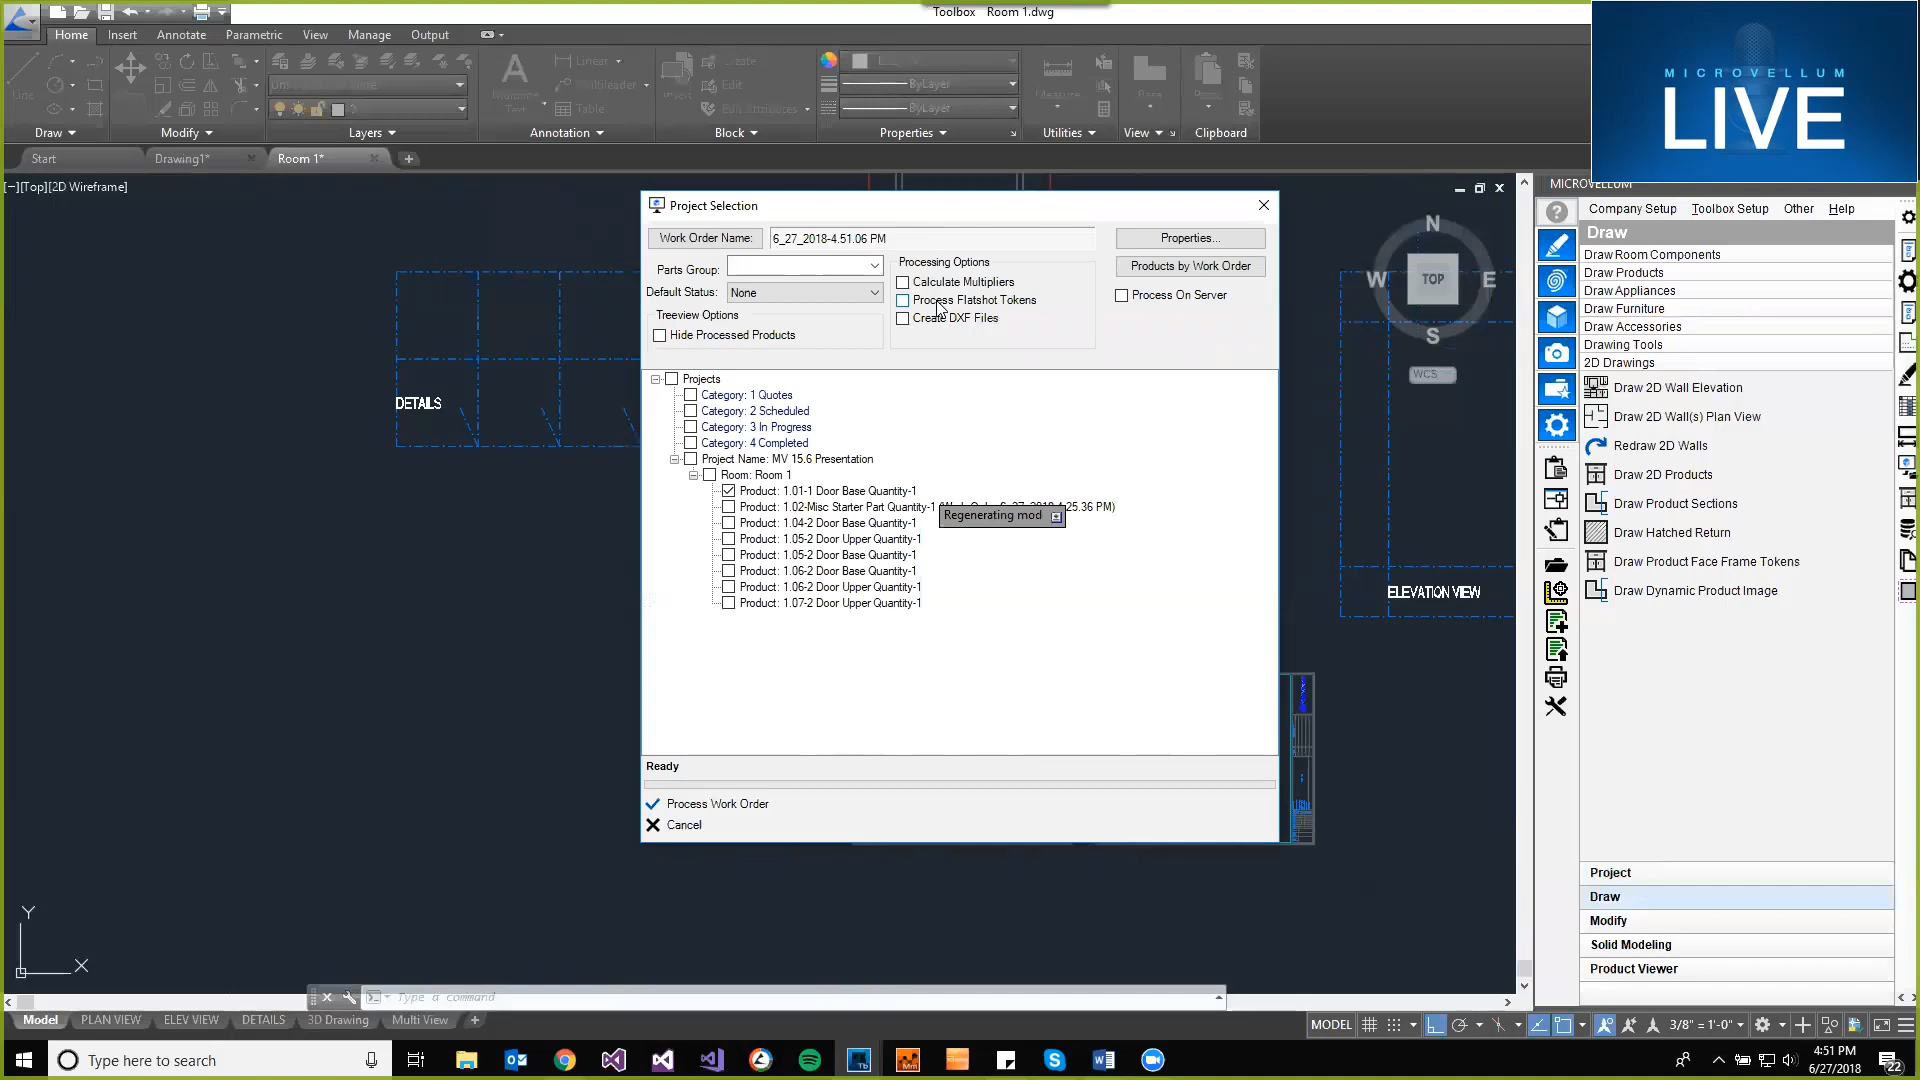 Toolbox Room 1.dwg
Home Insert Annotate Parametric View Manage Output
Line
Linear
Multileader
Table
Insert
Create
Edit
Edit Attributes
ByLayer
ByLayer
Measure
Base
Draw Modify Layers Annotation Block Properties Utilities View Clipboard
Start Drawing1* Room 1*
MICROVELLUM
LIVE
[−][Top][2D Wireframe]
DETAILS
ELEVATION VIEW
N
W TOP E
S
WCS
Y
X
Project Selection
Work Order Name: 6_27_2018-4.51.06 PM
Parts Group:
Default Status: None
Treeview Options
Hide Processed Products
Processing Options
Calculate Multipliers
Process Flatshot Tokens
Create DXF Files
Properties...
Products by Work Order
Process On Server
Projects
Category: 1 Quotes
Category: 2 Scheduled
Category: 3 In Progress
Category: 4 Completed
Project Name: MV 15.6 Presentation
Room: Room 1
Product: 1.01-1 Door Base Quantity-1
Product: 1.02-Misc Starter Part Quantity-1 25.36 PM)
Regenerating mod
Product: 1.04-2 Door Base Quantity-1
Product: 1.05-2 Door Upper Quantity-1
Product: 1.05-2 Door Base Quantity-1
Product: 1.06-2 Door Base Quantity-1
Product: 1.06-2 Door Upper Quantity-1
Product: 1.07-2 Door Upper Quantity-1
Ready
Process Work Order
Cancel
MICROVELLUM
Company Setup Toolbox Setup Other Help
Draw
Draw Room Components
Draw Products
Draw Appliances
Draw Furniture
Draw Accessories
Drawing Tools
2D Drawings
Draw 2D Wall Elevation
Draw 2D Wall(s) Plan View
Redraw 2D Walls
Draw 2D Products
Draw Product Sections
Draw Hatched Return
Draw Product Face Frame Tokens
Draw Dynamic Product Image
Project
Draw
Modify
Solid Modeling
Product Viewer
Type a command
Model PLAN VIEW ELEV VIEW DETAILS 3D Drawing Multi View
MODEL 3/8" = 1'-0"
Type here to search
4:51 PM
6/27/2018
22